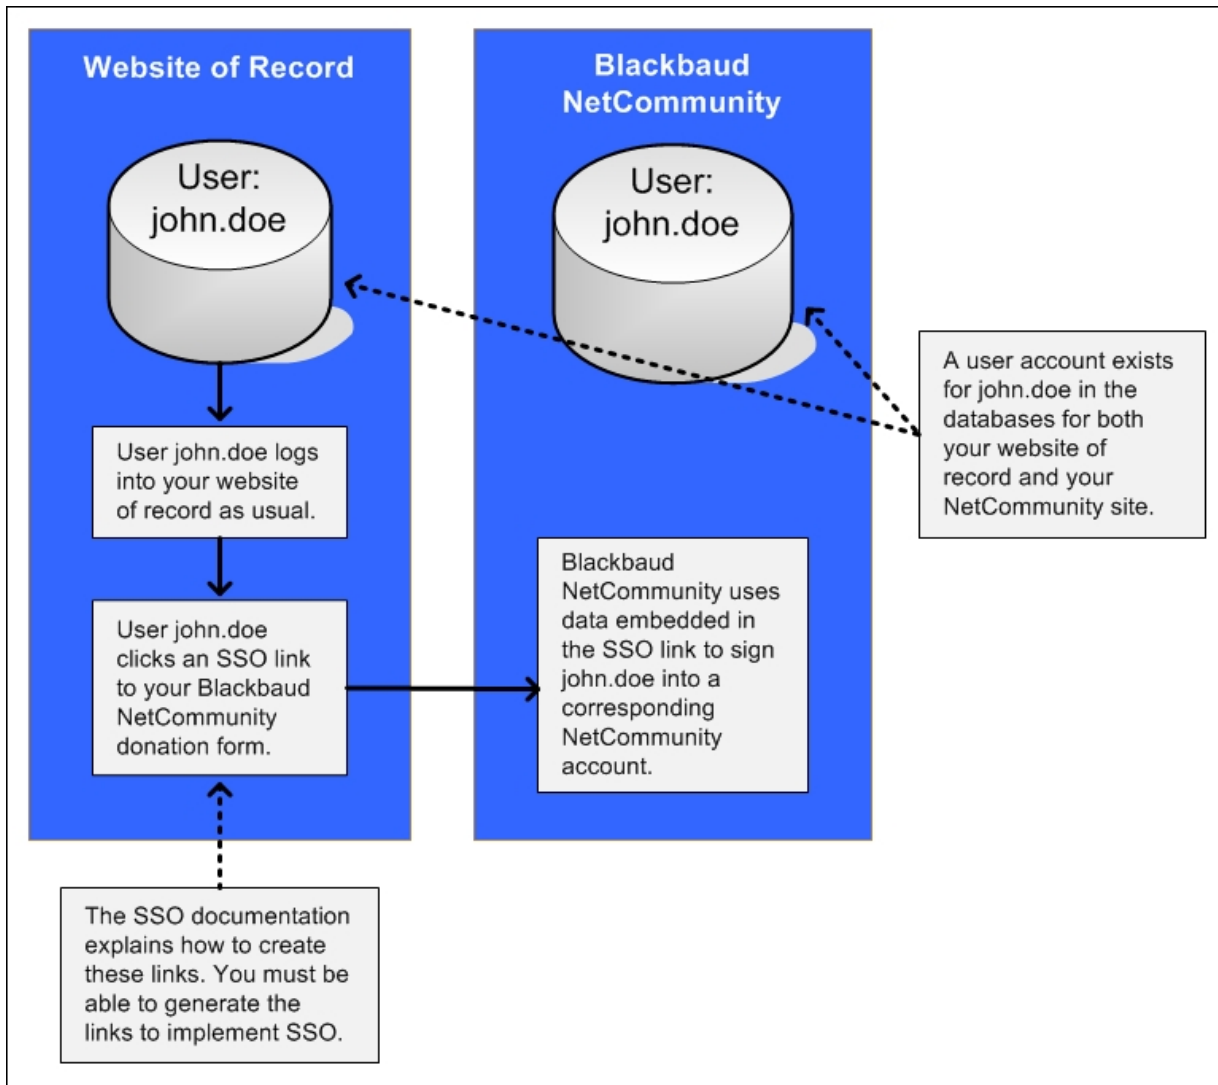 Website of Record
User:
john.doe
User john.doe logs
into your website
of record as usual.
User john.doe
clicks an SSO link
to your Blackbaud
NetCommunity
donation form.
The SSO documentation
explains how to create
these links. You must be
able to generate the
links to implement SSO.
Blackbaud
NetCommunity
User:
john.doe
Blackbaud
NetCommunity uses
data embedded in
the SSO link to sign
john.doe into a
corresponding
NetCommunity
account.
A user account exists
for john.doe in the
databases for both
your website of
record and your
NetCommunity site.